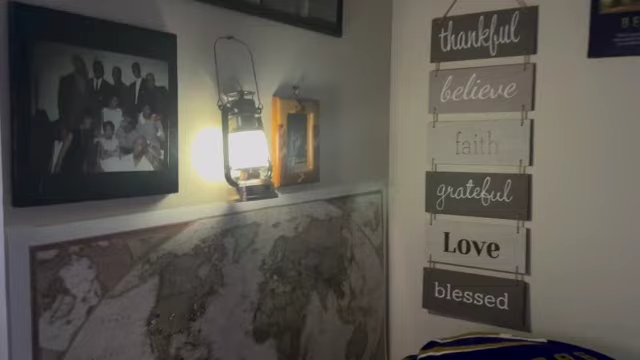 thankful
believe
faith
grateful
Love
blessed